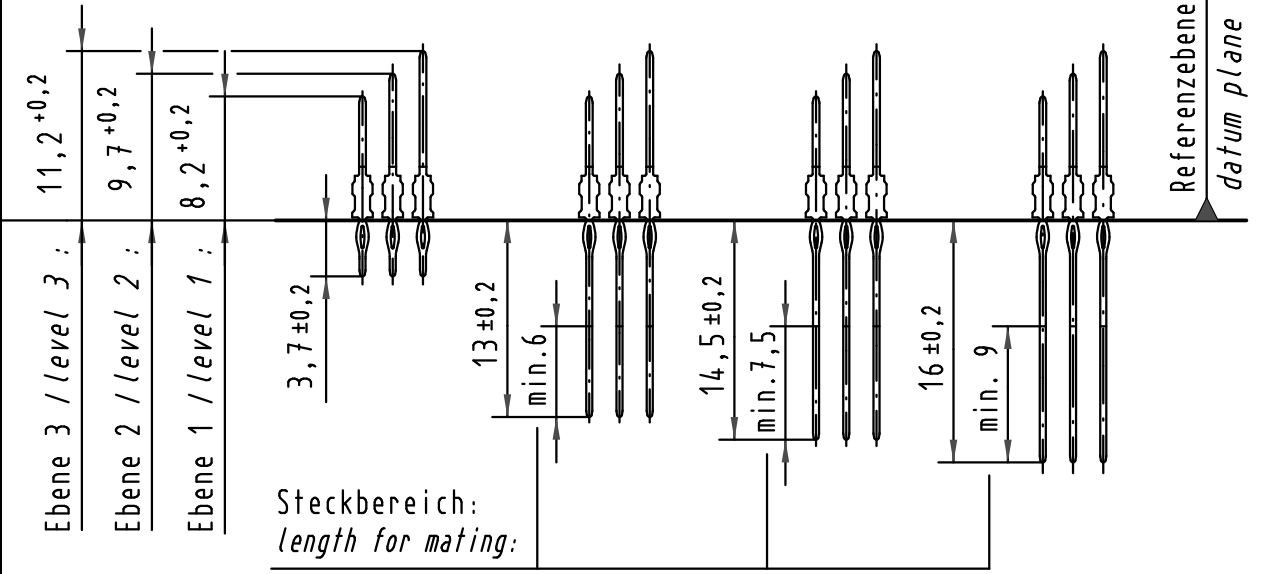 11,2 +0,2
9,7 +0,2
8,2 +0,2
Ebene 3 / level 3 :
Ebene 2 / level 2 :
Ebene 1 / level 1 :
3,7 ±0,2
13 ±0,2
min.6
14,5 ±0,2
min.7,5
16 ±0,2
min. 9
Referenzebene
datum plane
Steckbereich:
length for mating: